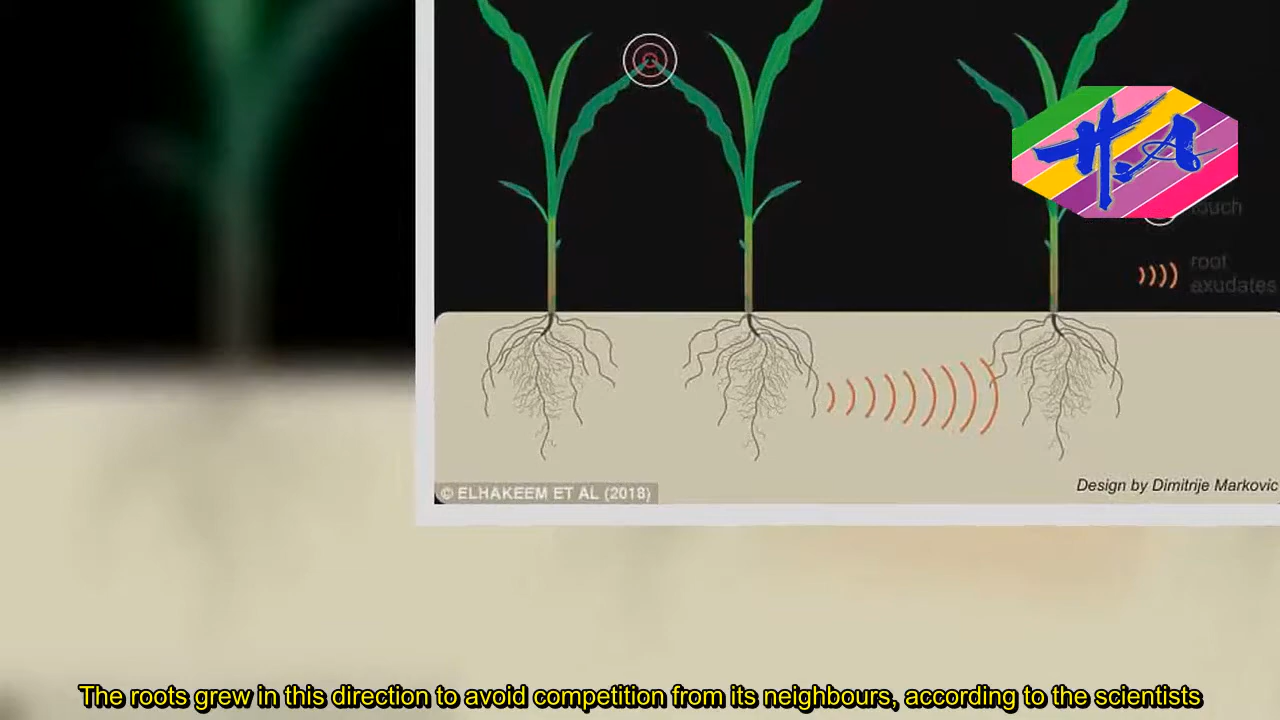 H.A
touch
root
axudates
© ELHAKEEM ET AL (2018)
Design by Dimitrije Markovic
The roots grew in this direction to avoid competition from its neighbours, according to the scientists